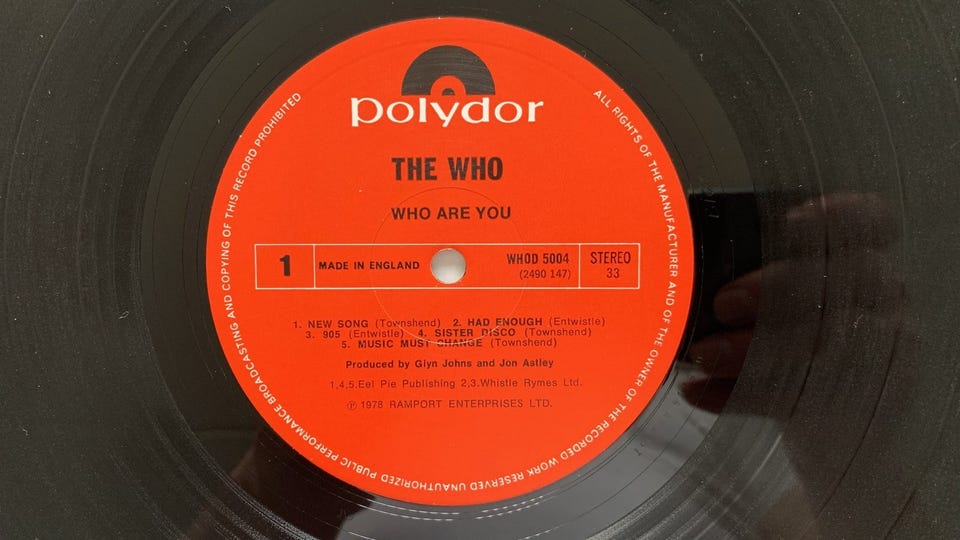 polydor
THE WHO
WHO ARE YOU
1
MADE IN ENGLAND
WHOD 5004
(2490 147)
STEREO
33
1. NEW SONG (Townshend) 2. HAD ENOUGH (Entwistle)
3. 905 (Entwistle) 4. SISTER DISCO (Townshend)
5. MUSIC MUST CHANGE (Townshend)
Produced by Glyn Johns and Jon Astley
1,4,5.Eel Pie Publishing 2,3.Whistle Rymes Ltd.
Ⓟ 1978 RAMPORT ENTERPRISES LTD.
ALL RIGHTS OF THE MANUFACTURER AND OF THE OWNER OF THE RECORDED WORK RESERVED UNAUTHORIZED PUBLIC PERFORMANCE BROADCASTING AND COPYING OF THIS RECORD PROHIBITED